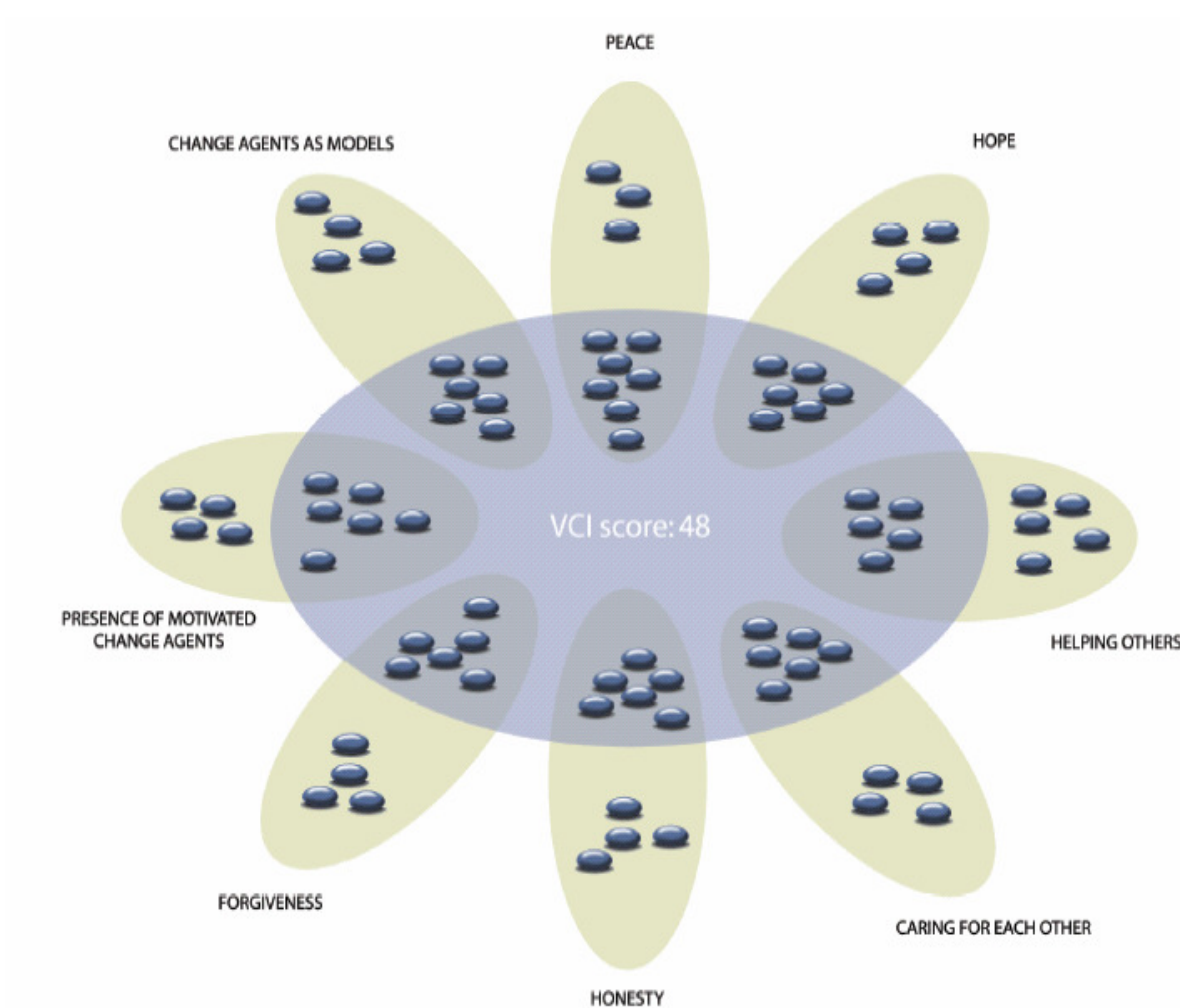 PEACE
CHANGE AGENTS AS MODELS
HOPE
VCI score: 48
PRESENCE OF MOTIVATED
CHANGE AGENTS
HELPING OTHERS
FORGIVENESS
CARING FOR EACH OTHER
HONESTY